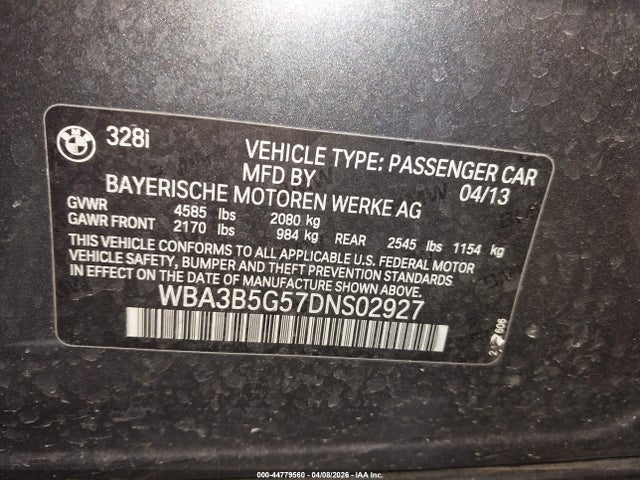 BMW
328i
VEHICLE TYPE: PASSENGER CAR
MFD BY 04/13
BAYERISCHE MOTOREN WERKE AG
GVWR 4585 lbs 2080 kg
GAWR FRONT 2170 lbs 984 kg REAR 2545 lbs 1154 kg
THIS VEHICLE CONFORMS TO ALL APPLICABLE U.S. FEDERAL MOTOR
VEHICLE SAFETY, BUMPER AND THEFT PREVENTION STANDARDS
IN EFFECT ON THE DATE OF MANUFACTURE SHOWN ABOVE.
WBA3B5G57DNS02927
606
000-44779560 - 04/08/2026 - IAA Inc.